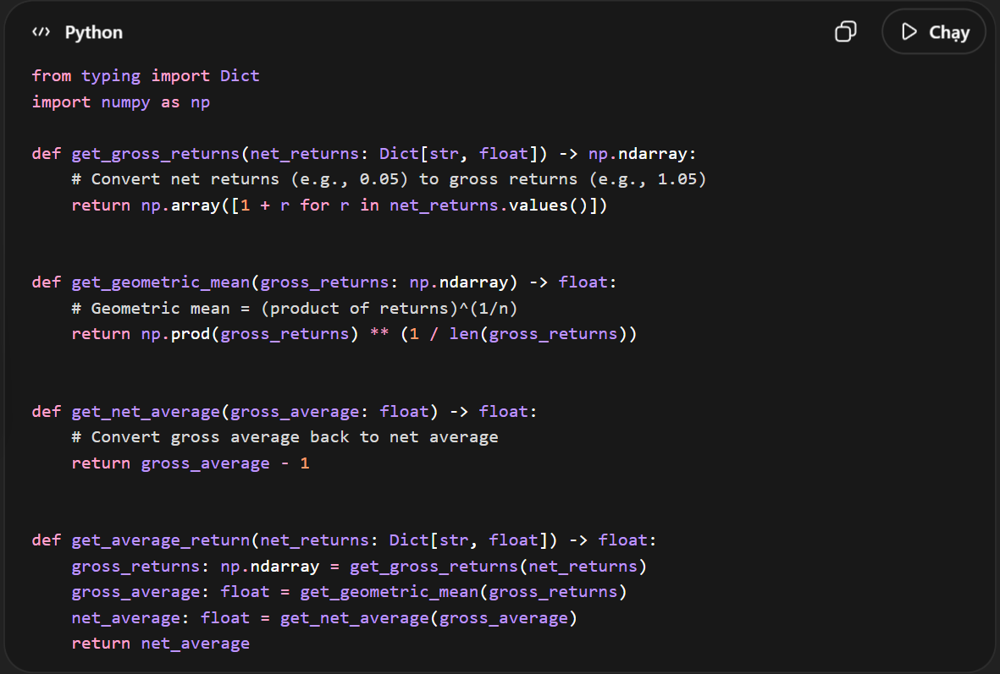 Python
Chạy
from typing import Dict
import numpy as np
def get_gross_returns(net_returns: Dict[str, float]) -> np.ndarray:
    # Convert net returns (e.g., 0.05) to gross returns (e.g., 1.05)
    return np.array([1 + r for r in net_returns.values()])
def get_geometric_mean(gross_returns: np.ndarray) -> float:
    # Geometric mean = (product of returns)^(1/n)
    return np.prod(gross_returns) ** (1 / len(gross_returns))
def get_net_average(gross_average: float) -> float:
    # Convert gross average back to net average
    return gross_average - 1
def get_average_return(net_returns: Dict[str, float]) -> float:
    gross_returns: np.ndarray = get_gross_returns(net_returns)
    gross_average: float = get_geometric_mean(gross_returns)
    net_average: float = get_net_average(gross_average)
    return net_average